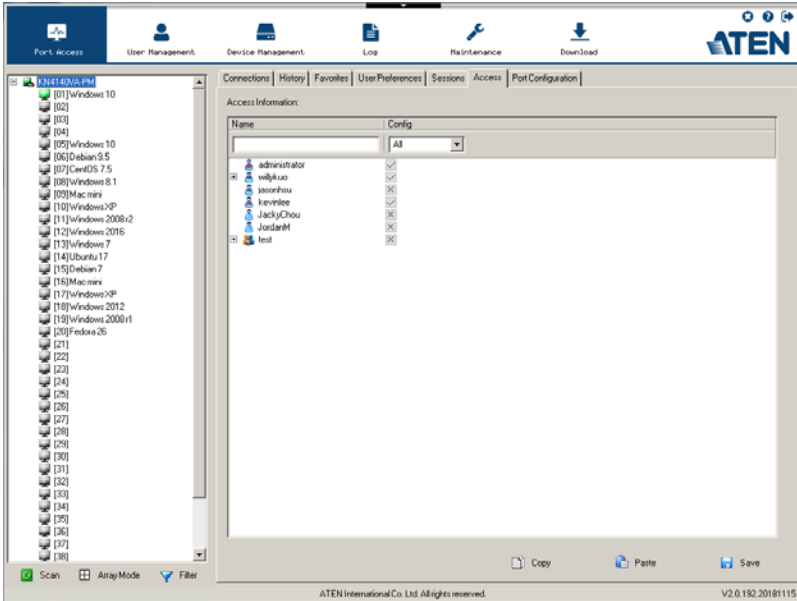 Port Access
User Management
Device Management
Log
Maintenance
Download
ATEN
KN4140VA-PM
[01]Windows 10
[02]
[03]
[04]
[05]Windows 10
[06]Debian 9.5
[07]CentOS 7.5
[08]Windows 8.1
[09]Mac mini
[10]Windows XP
[11]Windows 2008 r2
[12]Windows 2016
[13]Windows 7
[14]Ubuntu 17
[15]Debian 7
[16]Mac mini
[17]Windows XP
[18]Windows 2012
[19]Windows 2008 r1
[20]Fedora 26
[21]
[22]
[23]
[24]
[25]
[26]
[27]
[28]
[29]
[30]
[31]
[32]
[33]
[34]
[35]
[36]
[37]
[38]
Scan
Array Mode
Filter
Connections
History
Favorites
User Preferences
Sessions
Access
Port Configuration
Access Information:
Name
Config
All
administrator
willykuo
jasonhsu
kevinlee
JackyChou
JordanM
test
Copy
Paste
Save
ATEN International Co. Ltd. All rights reserved.
V2.0.192.20181115